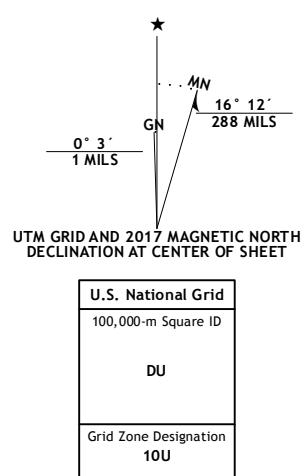 ★
MN
GN
16° 12´
288 MILS
0° 3´
1 MILS
UTM GRID AND 2017 MAGNETIC NORTH
DECLINATION AT CENTER OF SHEET
U.S. National Grid
100,000-m Square ID
DU
Grid Zone Designation
10U